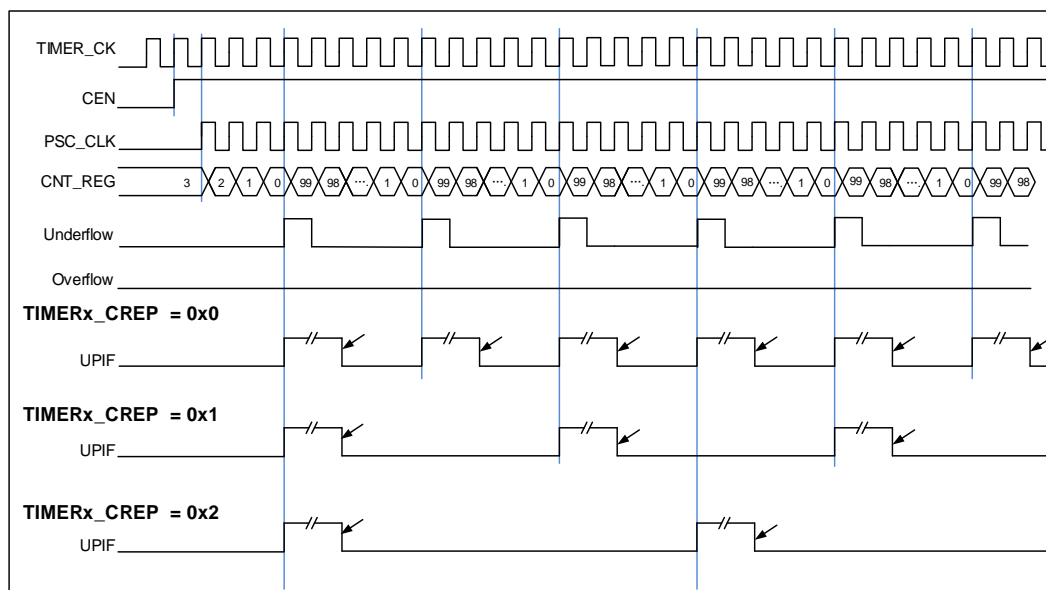 TIMER_CK
CEN
PSC_CLK
CNT_REG 3 2 1 0 99 98 .... 1 0 99 98 ... 1 0 99 98 .... 1 0 99 98 ... 1 0 99 98 .... 1 0 99 98
Underflow
Overflow
TIMERx_CREP = 0x0
UPIF
TIMERx_CREP = 0x1
UPIF
TIMERx_CREP = 0x2
UPIF